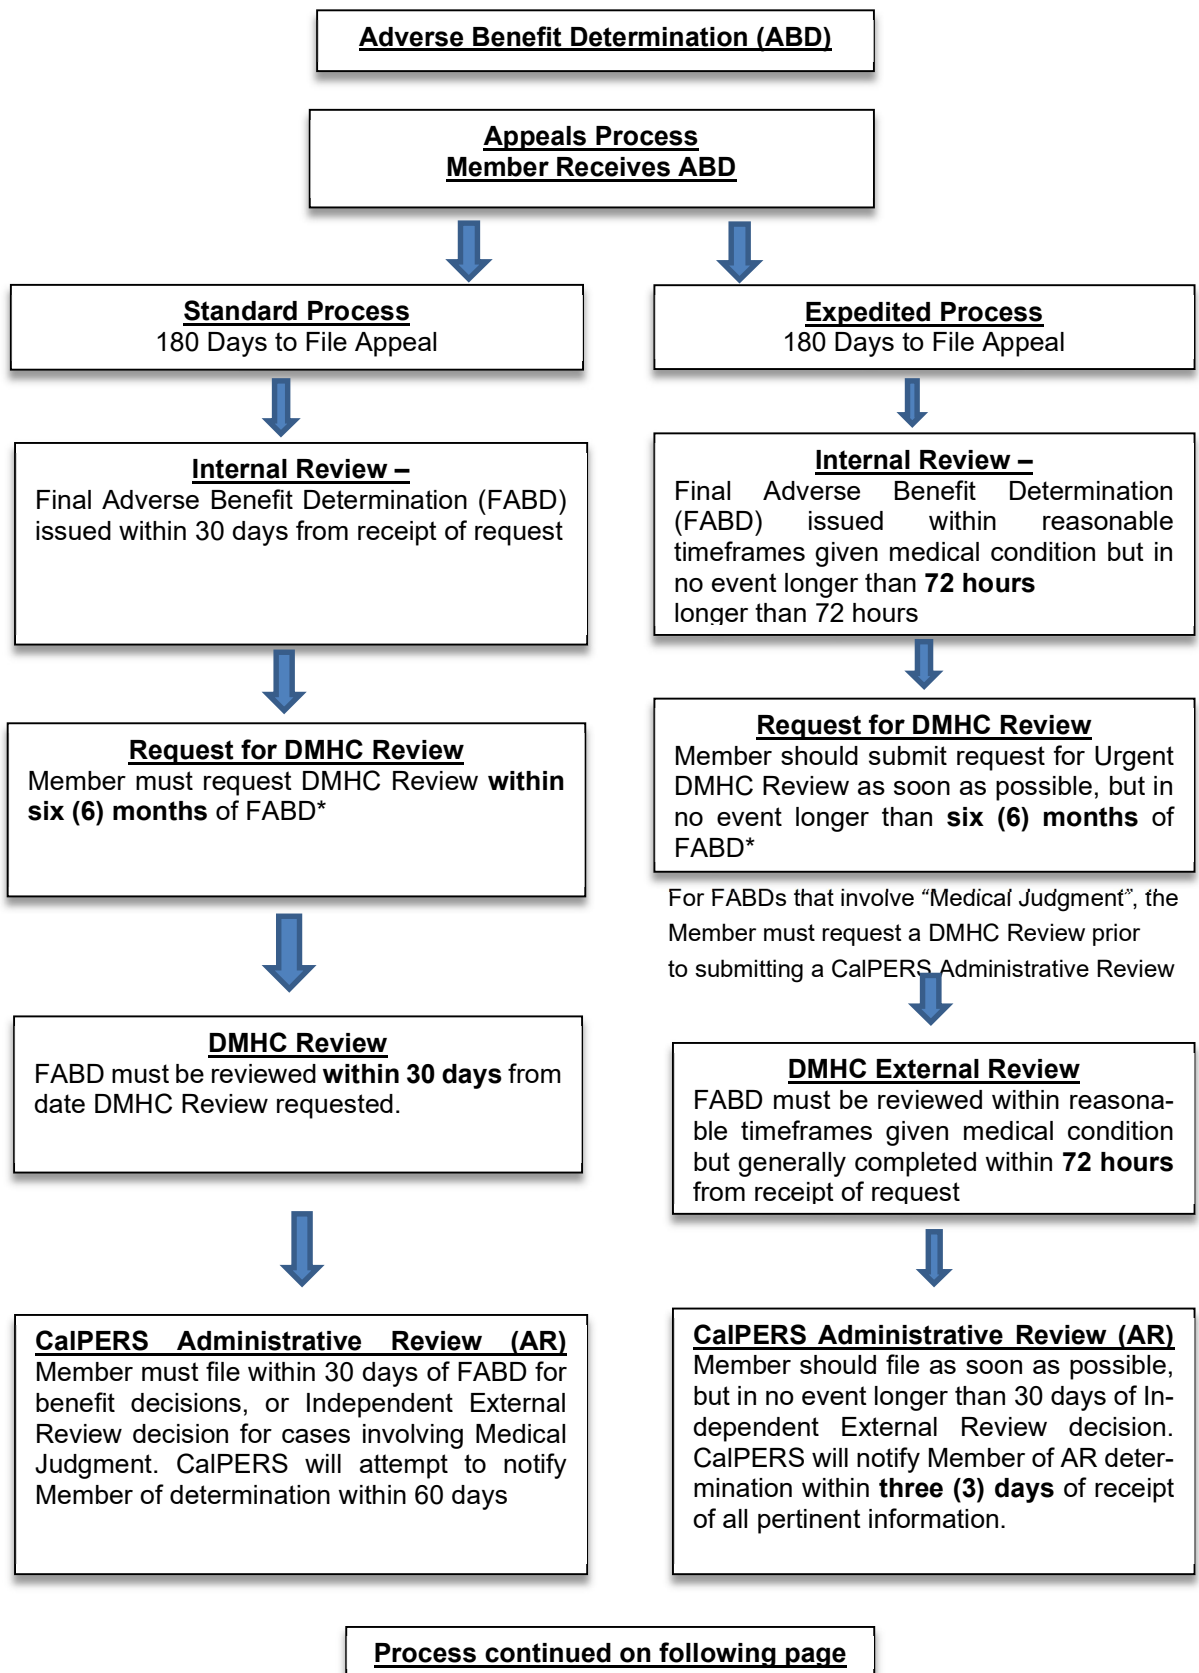 Adverse Benefit Determination (ABD)
Appeals Process
Member Receives ABD
Standard Process
180 Days to File Appeal
Expedited Process
180 Days to File Appeal
Internal Review –
Final Adverse Benefit Determination (FABD)
issued within 30 days from receipt of request
Internal Review –
Final Adverse Benefit Determination
(FABD) issued within reasonable
timeframes given medical condition but in
no event longer than 72 hours
longer than 72 hours
Request for DMHC Review
Member must request DMHC Review within
six (6) months of FABD*
Request for DMHC Review
Member should submit request for Urgent
DMHC Review as soon as possible, but in
no event longer than six (6) months of
FABD*
For FABDs that involve “Medical Judgment”, the
Member must request a DMHC Review prior
to submitting a CalPERS Administrative Review
DMHC Review
FABD must be reviewed within 30 days from
date DMHC Review requested.
DMHC External Review
FABD must be reviewed within reasona-
ble timeframes given medical condition
but generally completed within 72 hours
from receipt of request
CalPERS Administrative Review (AR)
Member must file within 30 days of FABD for
benefit decisions, or Independent External
Review decision for cases involving Medical
Judgment. CalPERS will attempt to notify
Member of determination within 60 days
CalPERS Administrative Review (AR)
Member should file as soon as possible,
but in no event longer than 30 days of In-
dependent External Review decision.
CalPERS will notify Member of AR deter-
mination within three (3) days of receipt
of all pertinent information.
Process continued on following page